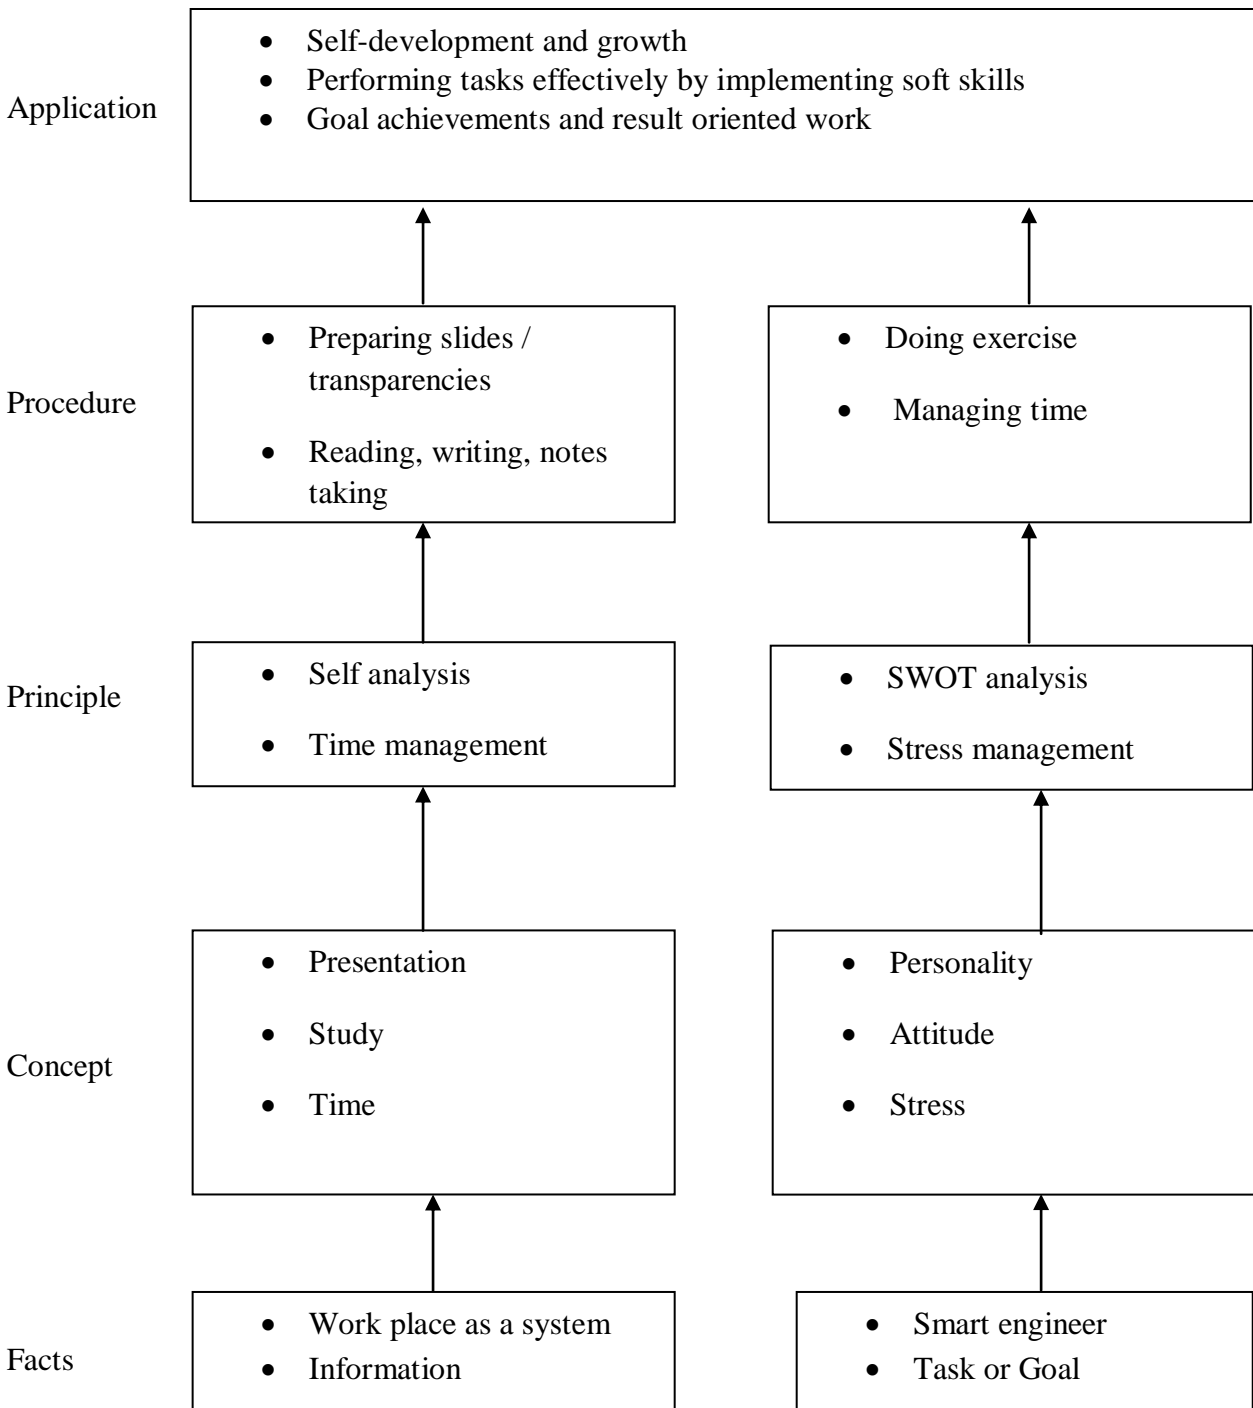 Application
• Self-development and growth
• Performing tasks effectively by implementing soft skills
• Goal achievements and result oriented work
Procedure
• Preparing slides /
transparencies
• Reading, writing, notes
taking
• Doing exercise
• Managing time
Principle
• Self analysis
• Time management
• SWOT analysis
• Stress management
Concept
• Presentation
• Study
• Time
• Personality
• Attitude
• Stress
Facts
• Work place as a system
• Information
• Smart engineer
• Task or Goal